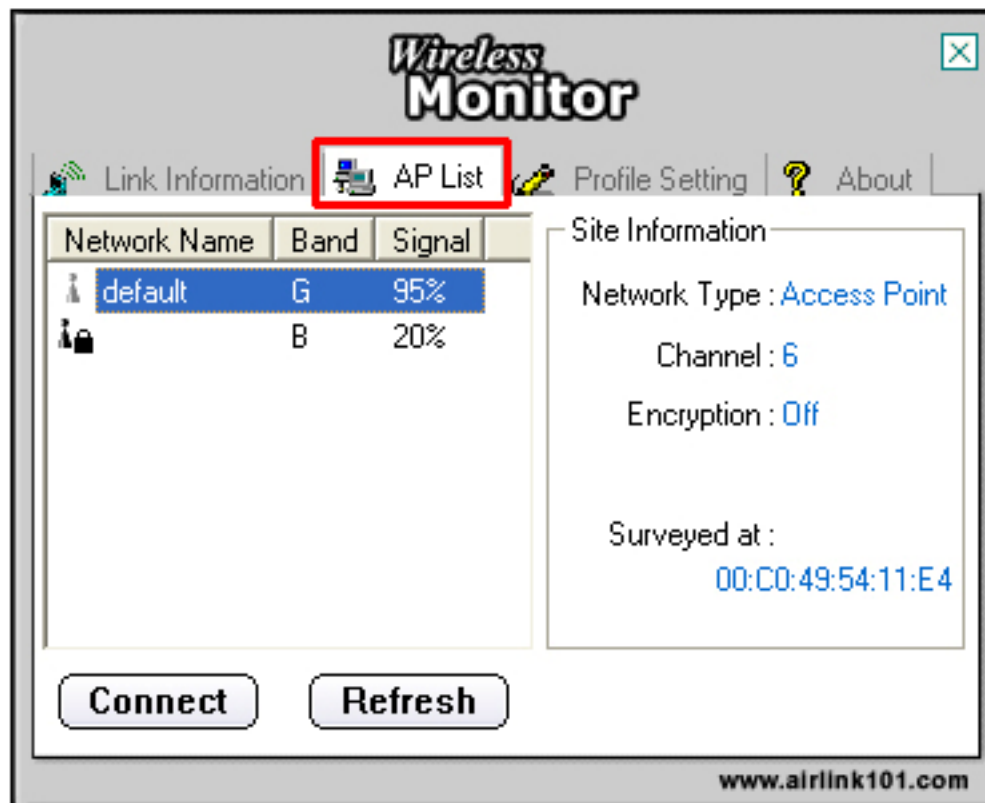 Wireless
Monitor
Link Information AP List Profile Setting About
Network Name Band Signal
default G 95%
B 20%
Site Information
Network Type : Access Point
Channel : 6
Encryption : Off
Surveyed at :
00:C0:49:54:11:E4
Connect Refresh
www.airlink101.com